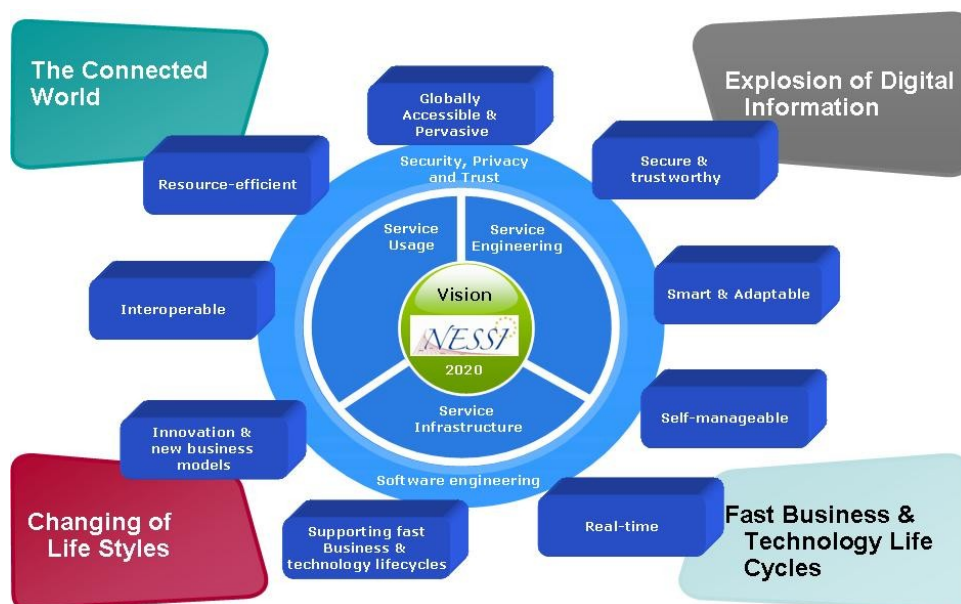 The Connected
World
Globally
Accessible &
Pervasive
Explosion of Digital
Information
Resource-efficient
Security, Privacy
and Trust
Secure &
trustworthy
Service
Usage
Service
Engineering
Interoperable
Vision
NESSI
2020
Smart & Adaptable
Service
Infrastructure
Self-manageable
Innovation &
new business
models
Software engineering
Changing of
Life Styles
Supporting fast
Business &
technology lifecycles
Real-time
Fast Business &
Technology Life
Cycles